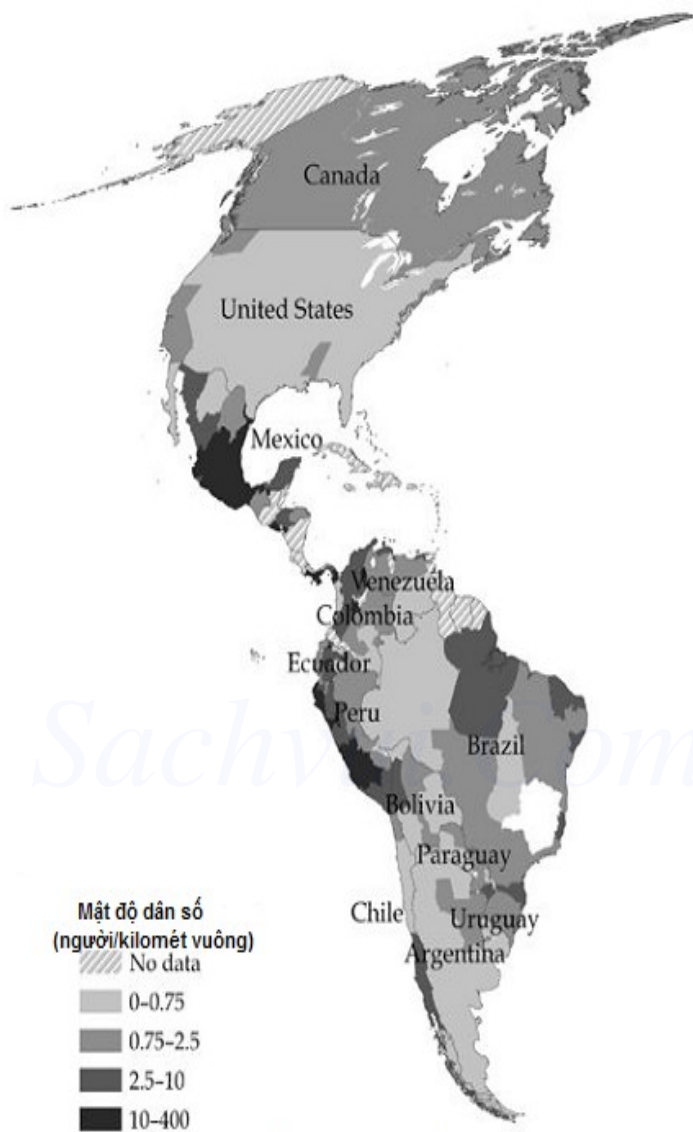 Canada
United States
Mexico
Venezuela
Colombia
Ecuador
Peru
Brazil
Bolivia
Paraguay
Chile
Uruguay
Argentina
Mật độ dân số
(người/kilomét vuông)
No data
0–0.75
0.75–2.5
2.5–10
10–400